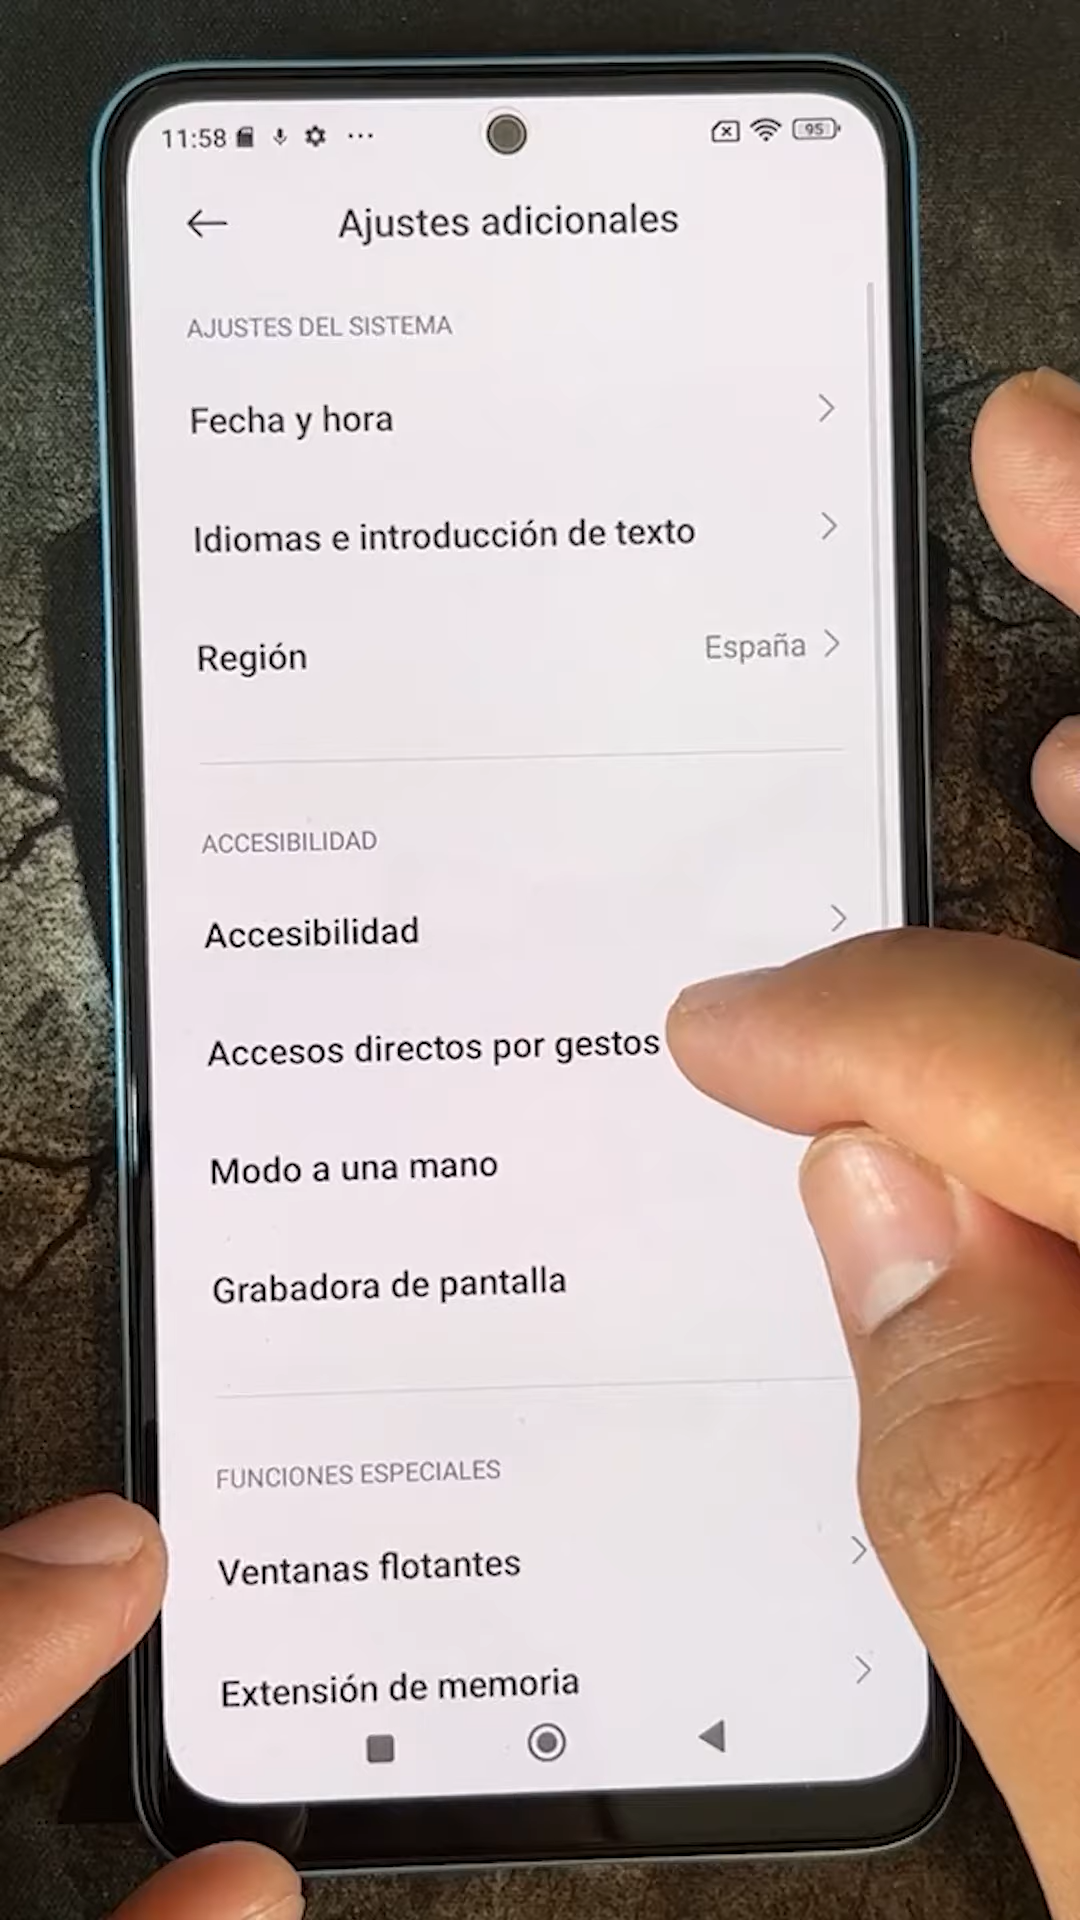 11:58
95
Ajustes adicionales
AJUSTES DEL SISTEMA
Fecha y hora
Idiomas e introducción de texto
Región
España
ACCESIBILIDAD
Accesibilidad
Accesos directos por gestos
Modo a una mano
Grabadora de pantalla
FUNCIONES ESPECIALES
Ventanas flotantes
Extensión de memoria